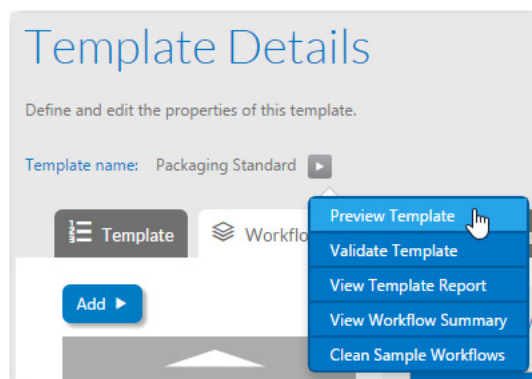 Template Details
Define and edit the properties of this template.
Template name: Packaging Standard
Preview Template
Template
Validate Template
View Template Report
Add
View Workflow Summary
Clean Sample Workflows